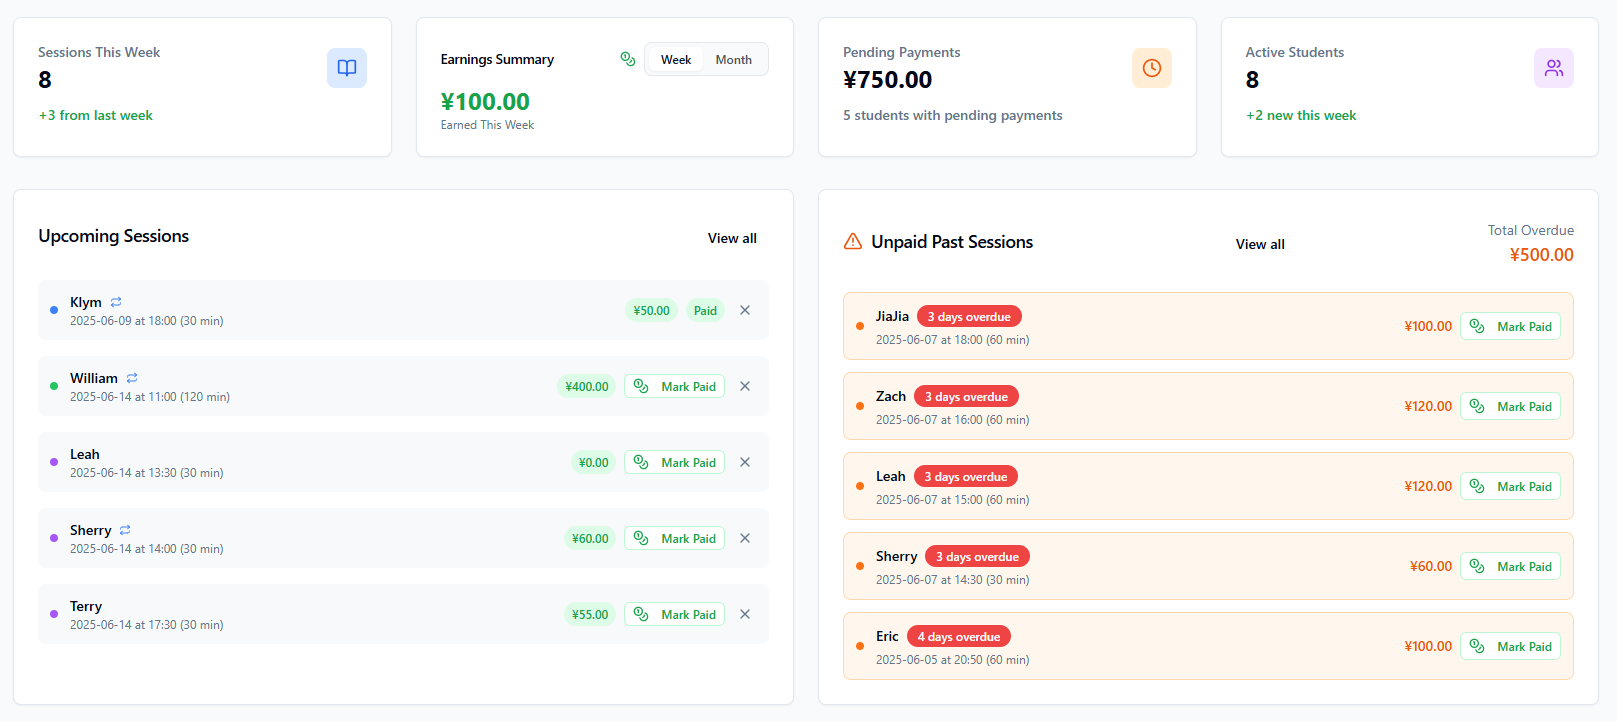 Sessions This Week
8
+3 from last week
Earnings Summary
Week Month
¥100.00
Earned This Week
Pending Payments
¥750.00
5 students with pending payments
Active Students
8
+2 new this week
Upcoming Sessions
View all
Klym
2025-06-09 at 18:00 (30 min)
¥50.00 Paid
William
2025-06-14 at 11:00 (120 min)
¥400.00 Mark Paid
Leah
2025-06-14 at 13:30 (30 min)
¥0.00 Mark Paid
Sherry
2025-06-14 at 14:00 (30 min)
¥60.00 Mark Paid
Terry
2025-06-14 at 17:30 (30 min)
¥55.00 Mark Paid
Unpaid Past Sessions
View all
Total Overdue
¥500.00
JiaJia 3 days overdue
2025-06-07 at 18:00 (60 min)
¥100.00 Mark Paid
Zach 3 days overdue
2025-06-07 at 16:00 (60 min)
¥120.00 Mark Paid
Leah 3 days overdue
2025-06-07 at 15:00 (60 min)
¥120.00 Mark Paid
Sherry 3 days overdue
2025-06-07 at 14:30 (30 min)
¥60.00 Mark Paid
Eric 4 days overdue
2025-06-05 at 20:50 (60 min)
¥100.00 Mark Paid